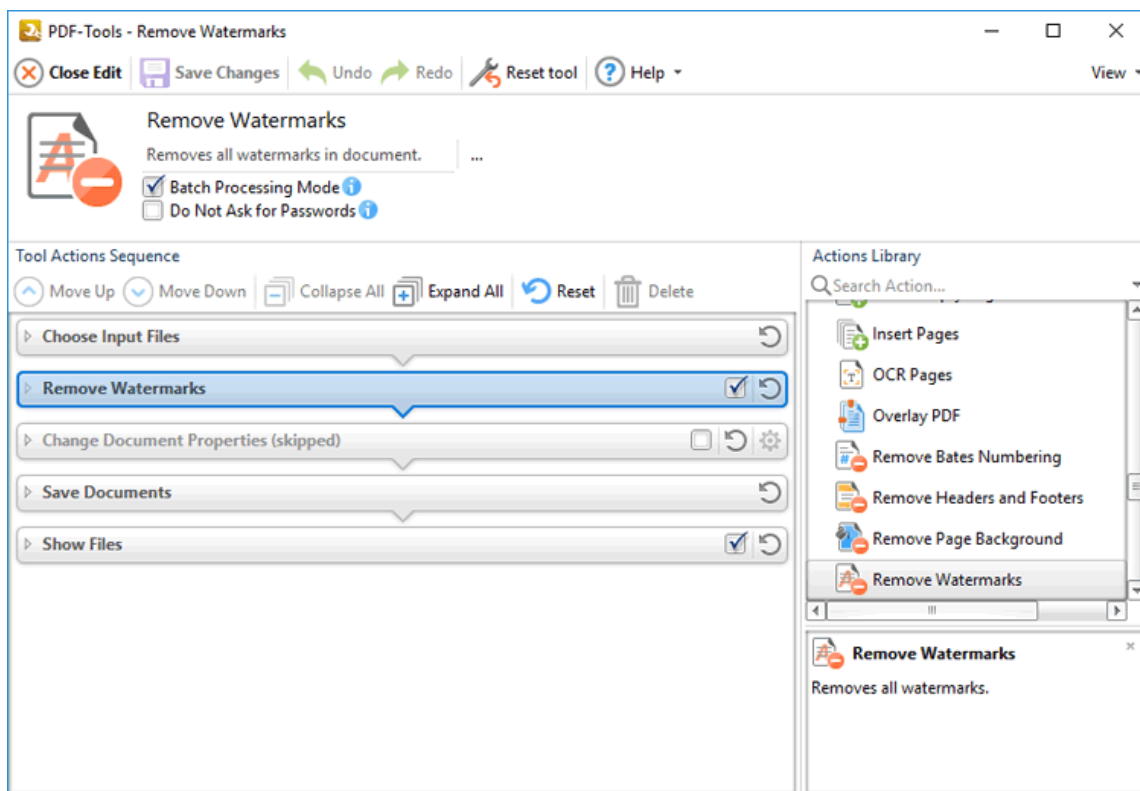 PDF-Tools - Remove Watermarks
Close Edit Save Changes Undo Redo Reset tool ? Help View
Remove Watermarks
Removes all watermarks in document. ...
Batch Processing Mode i
Do Not Ask for Passwords i
Tool Actions Sequence
Move Up Move Down Collapse All Expand All Reset Delete
Choose Input Files
Remove Watermarks
Change Document Properties (skipped)
Save Documents
Show Files
Actions Library
Search Action...
Insert Pages
OCR Pages
Overlay PDF
Remove Bates Numbering
Remove Headers and Footers
Remove Page Background
Remove Watermarks
Remove Watermarks
Removes all watermarks.